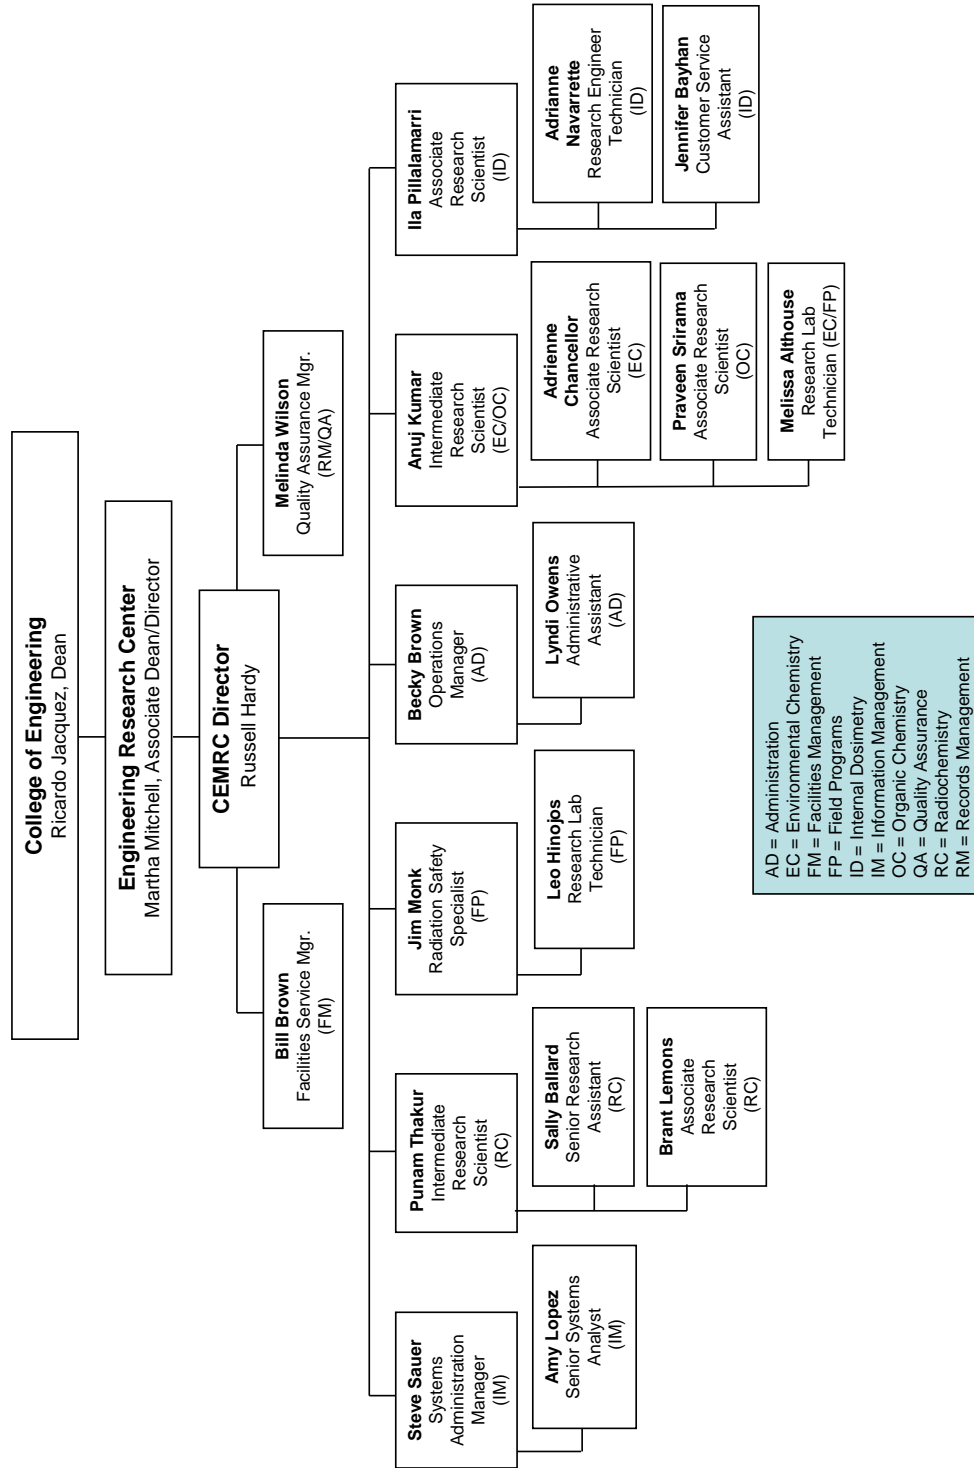 College of Engineering
Ricardo Jacquez, Dean
Engineering Research Center
Martha Mitchell, Associate Dean/Director
CEMRC Director
Russell Hardy
Bill Brown
Facilities Service Mgr.
(FM)
Melinda Wilson
Quality Assurance Mgr.
(RM/QA)
Steve Sauer
Systems
Administration
Manager
(IM)
Amy Lopez
Senior Systems
Analyst
(IM)
Punam Thakur
Intermediate
Research
Scientist
(RC)
Sally Ballard
Senior Research
Assistant
(RC)
Brant Lemons
Associate
Research
Scientist
(RC)
Jim Monk
Radiation Safety
Specialist
(FP)
Leo Hinojos
Research Lab
Technician
(FP)
Becky Brown
Operations
Manager
(AD)
Lyndi Owens
Administrative
Assistant
(AD)
Anuj Kumar
Intermediate
Research
Scientist
(EC/OC)
Adrienne
Chancellor
Associate Research
Scientist
(EC)
Praveen Srirama
Associate Research
Scientist
(OC)
Melissa Althouse
Research Lab
Technician (EC/FP)
Ila Pillalamarri
Associate
Research
Scientist
(ID)
Adrianne
Navarrette
Research Engineer
Technician
(ID)
Jennifer Bayhan
Customer Service
Assistant
(ID)
AD = Administration
EC = Environmental Chemistry
FM = Facilities Management
FP = Field Programs
ID = Internal Dosimetry
IM = Information Management
OC = Organic Chemistry
QA = Quality Assurance
RC = Radiochemistry
RM = Records Management